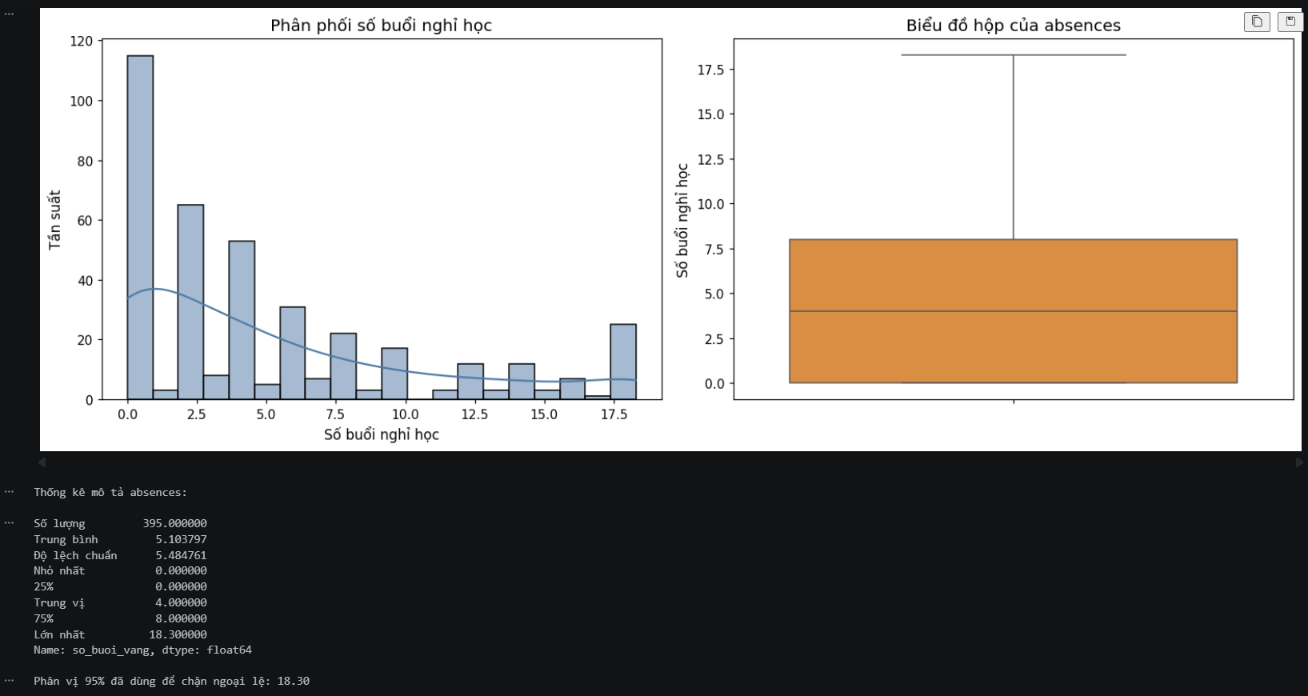 Phân phối số buổi nghỉ học
120
100
80
60
40
20
0
Tần suất
0.0 2.5 5.0 7.5 10.0 12.5 15.0 17.5
Số buổi nghỉ học
Biểu đồ hộp của absences
17.5
15.0
12.5
10.0
7.5
5.0
2.5
0.0
Số buổi nghỉ học
Thống kê mô tả absences:
Số lượng 395.000000
Trung bình 5.103797
Độ lệch chuẩn 5.484761
Nhỏ nhất 0.000000
25% 0.000000
Trung vị 4.000000
75% 8.000000
Lớn nhất 18.300000
Name: so_buoi_vang, dtype: float64
Phân vị 95% đã dùng để chặn ngoại lệ: 18.30